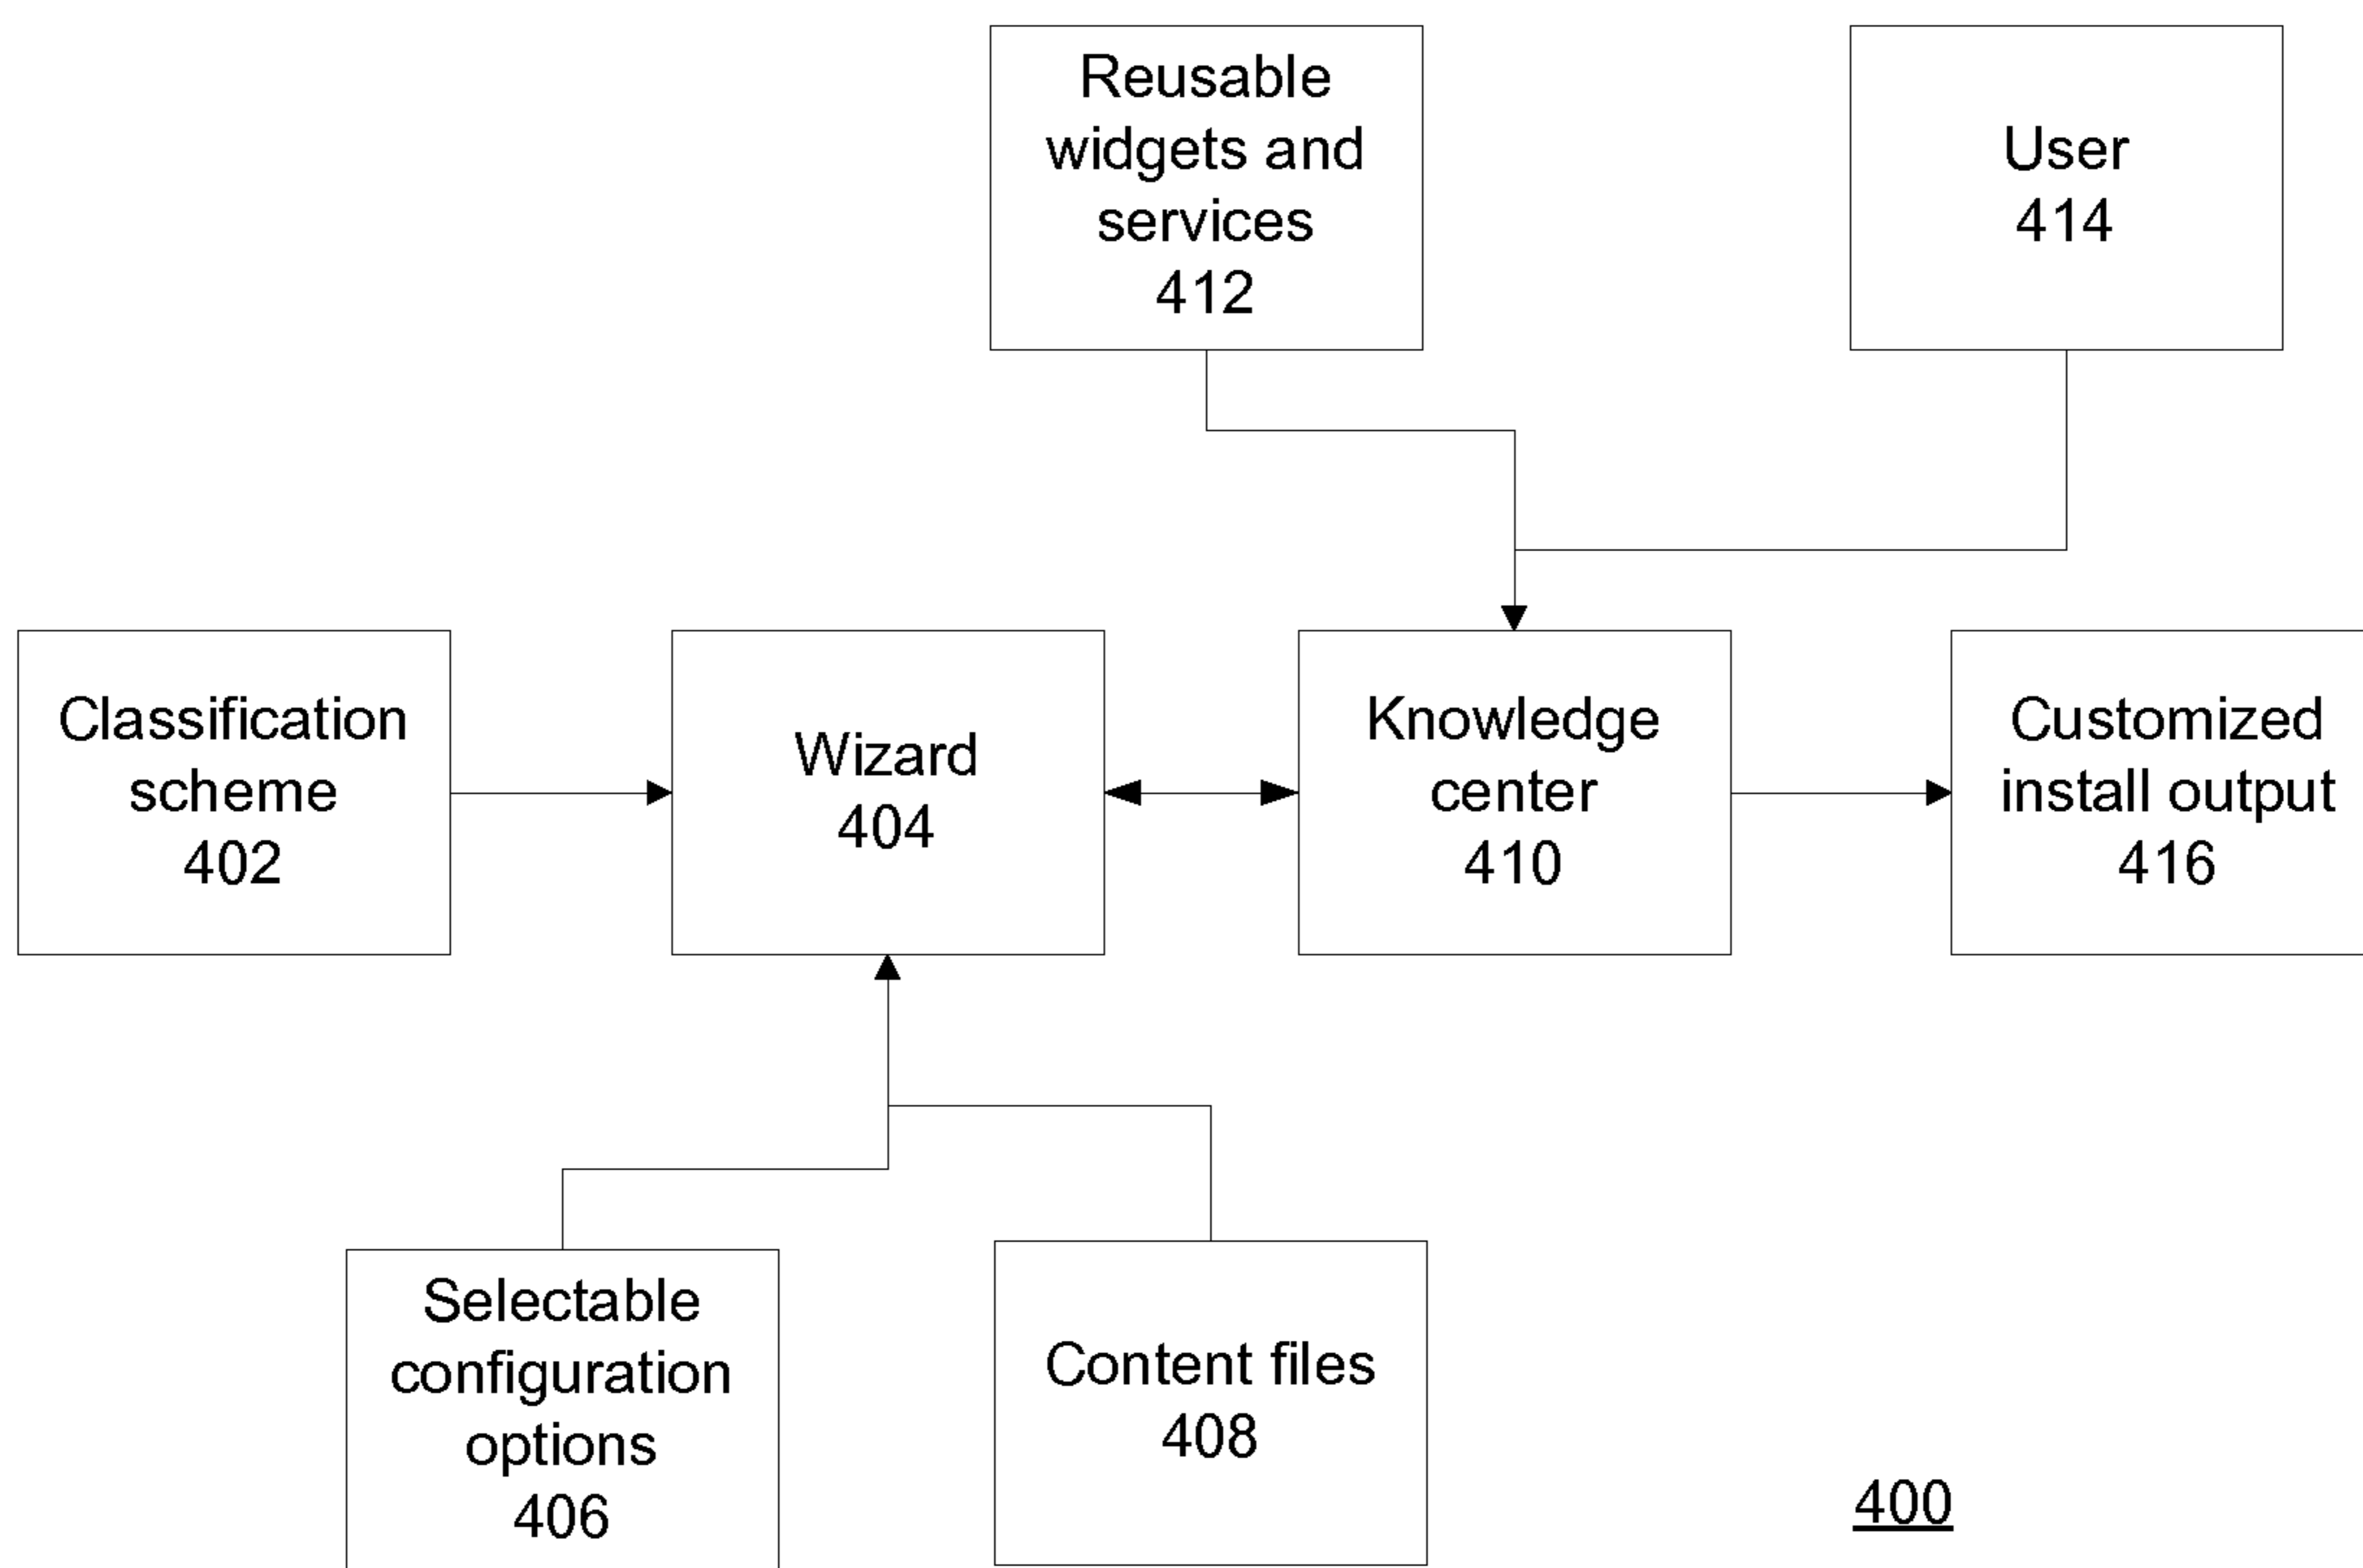 Reusable
widgets and
services
412
User
414
Classification
scheme
402
Wizard
404
Knowledge
center
410
Customized
install output
416
Selectable
configuration
options
406
Content files
408
400